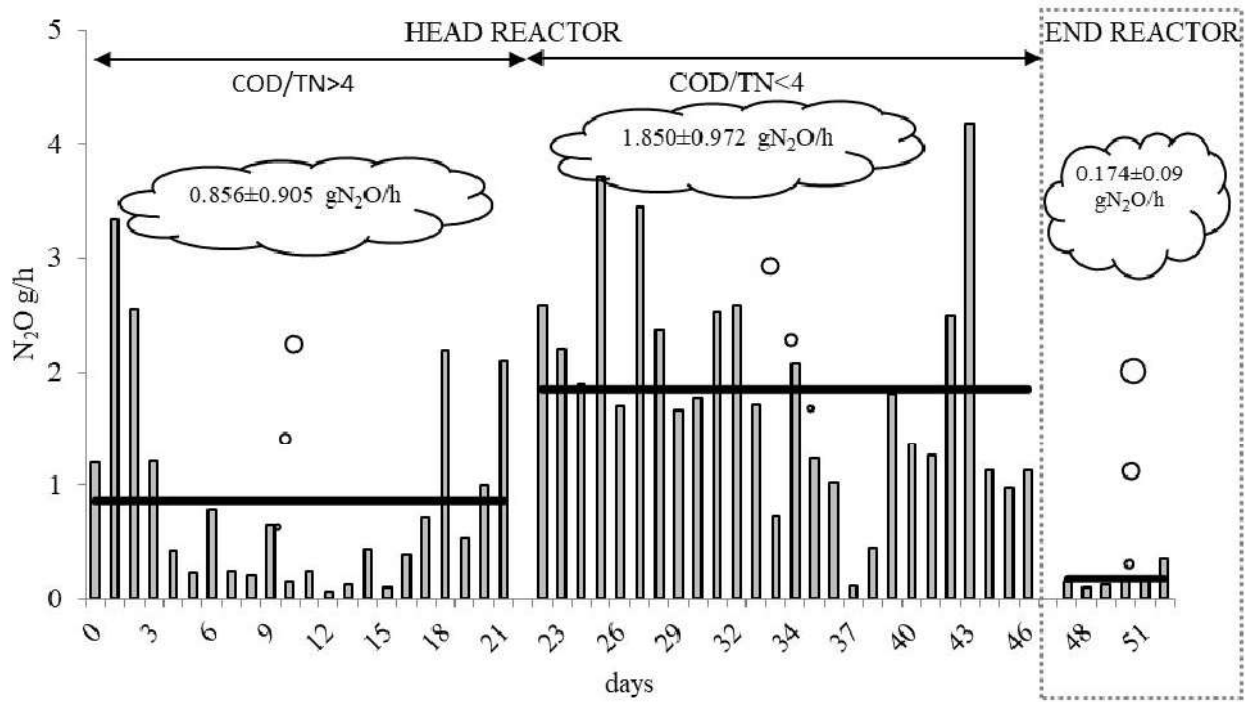 HEAD REACTOR
END REACTOR
COD/TN>4
COD/TN<4
0.856±0.905 gN₂O/h
1.850±0.972 gN₂O/h
0.174±0.09
gN₂O/h
N₂O g/h
5
4
3
2
1
0
0 3 6 9 12 15 18 21 23 26 29 32 34 37 40 43 46 48 51
days